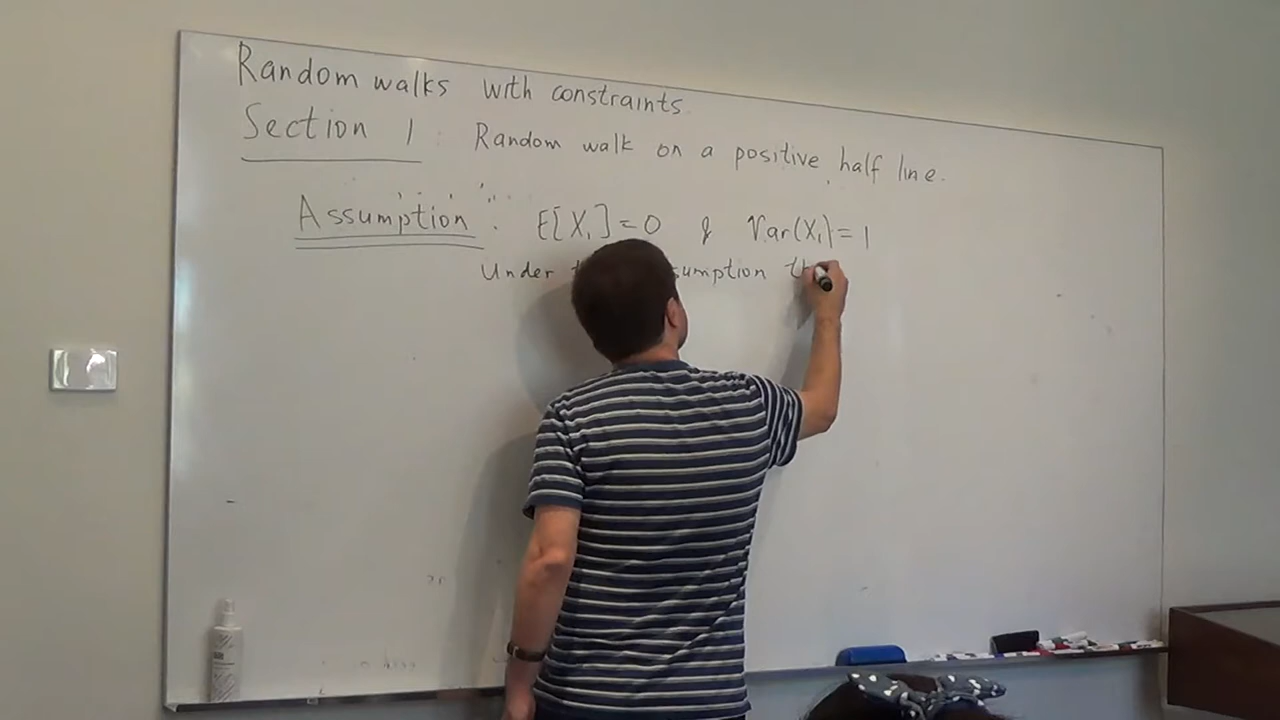 Random walks with constraints.
Section 1: Random walk on a positive half line.
Assumption: E[X₁]=0 & Var(X₁)=1
Under assumption